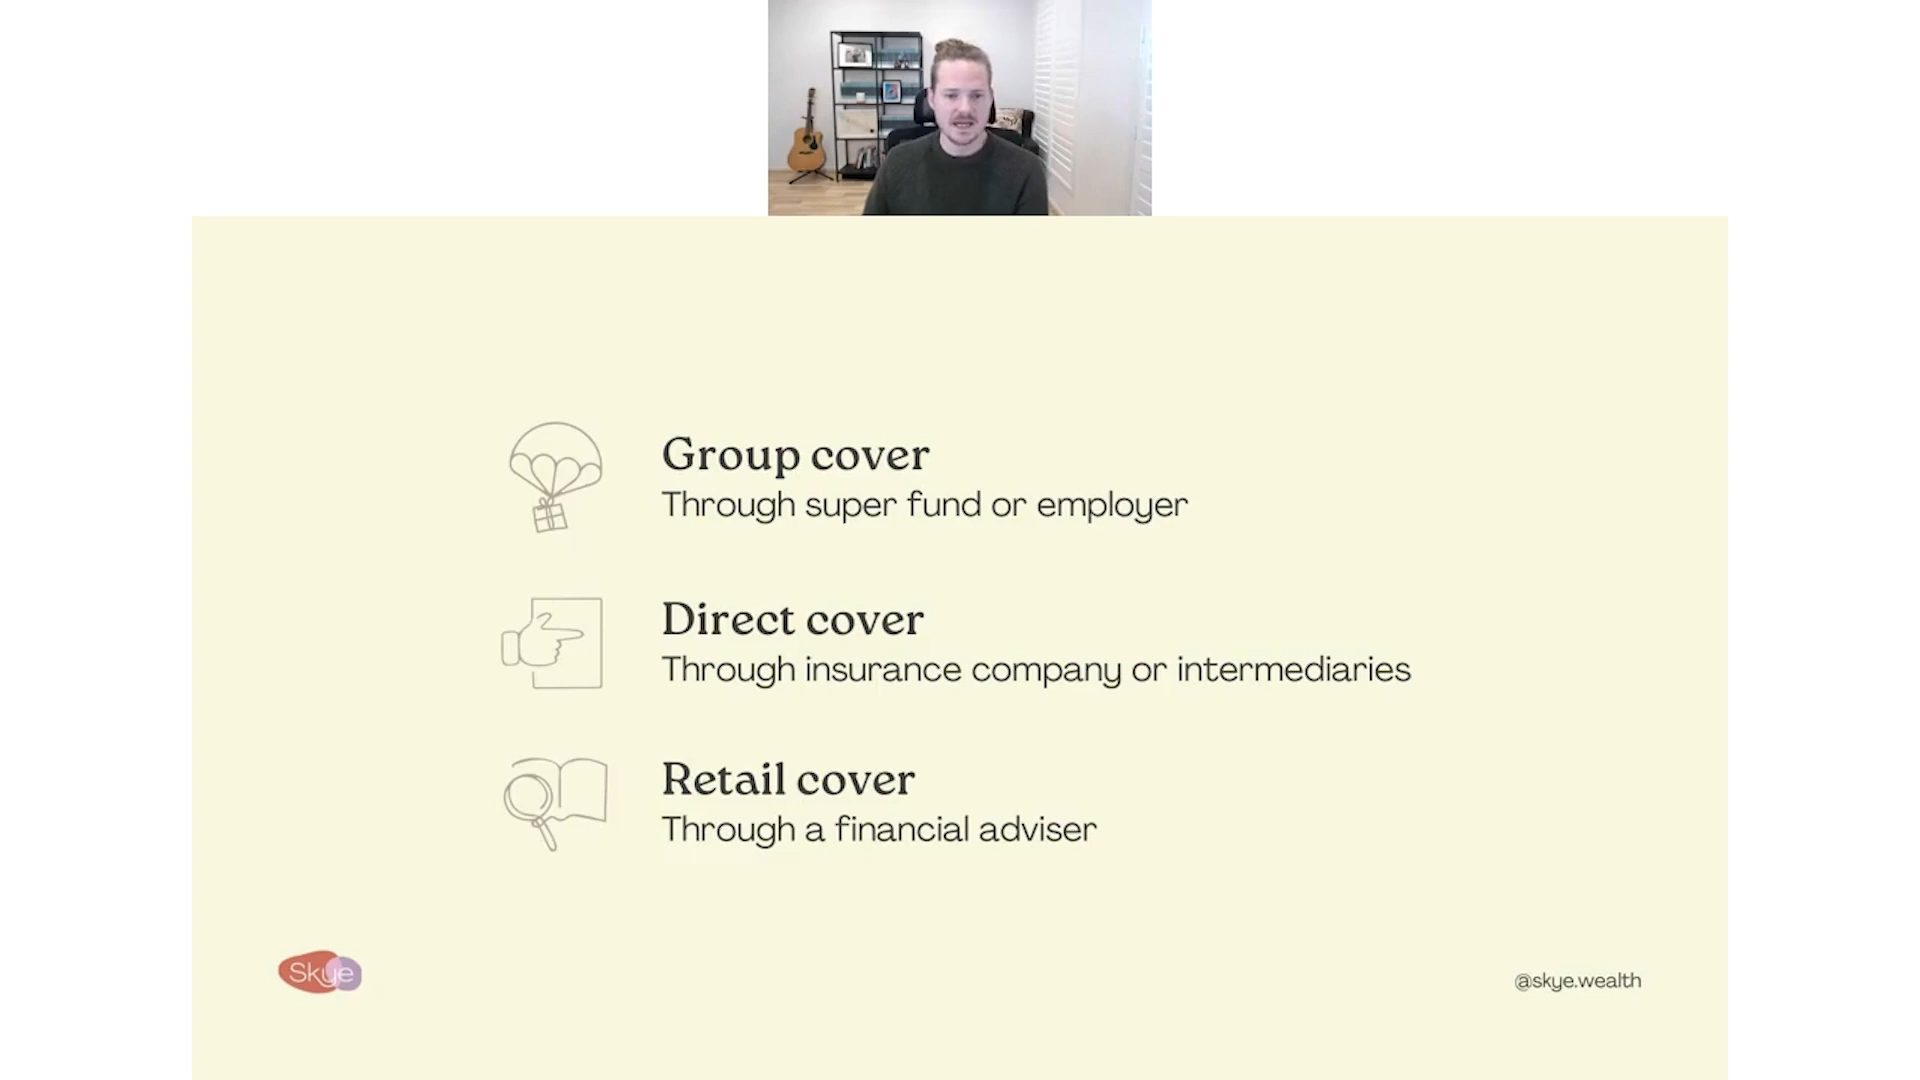 Group cover
Through super fund or employer
Direct cover
Through insurance company or intermediaries
Retail cover
Through a financial adviser
Skye
@skye.wealth